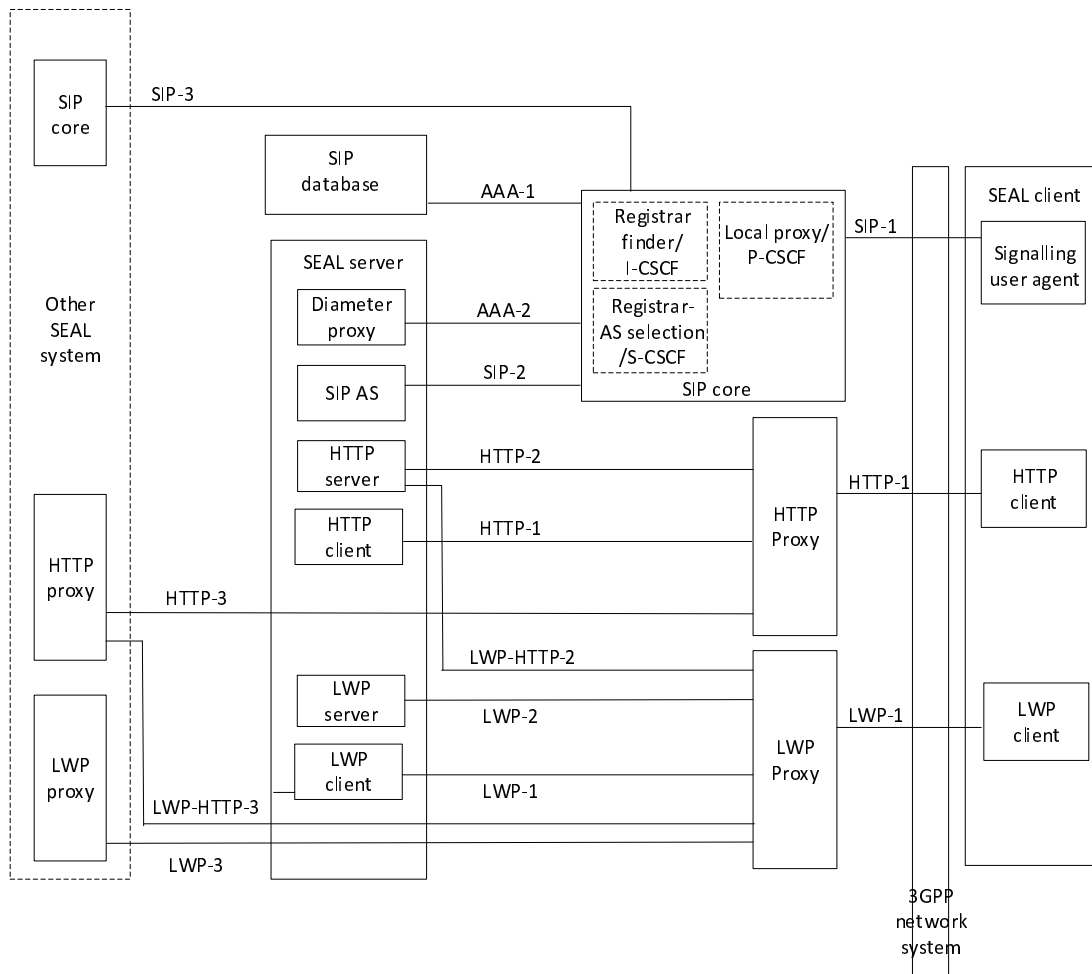 SIP-3
SIP
core
SIP
database
AAA-1
SEAL client
Registrar
finder/
I-CSCF
Local proxy/
P-CSCF
SIP-1
Signalling
user agent
SEAL server
Other
SEAL
system
Diameter
proxy
AAA-2
Registrar-
AS selection
/S-CSCF
SIP AS
SIP-2
SIP core
HTTP
server
HTTP-2
HTTP-1
HTTP
client
HTTP
client
HTTP-1
HTTP
Proxy
HTTP
proxy
HTTP-3
LWP-HTTP-2
LWP
server
LWP-2
LWP-1
LWP
client
LWP
proxy
LWP
client
LWP-1
LWP
Proxy
LWP-HTTP-3
LWP-3
3GPP
network
system